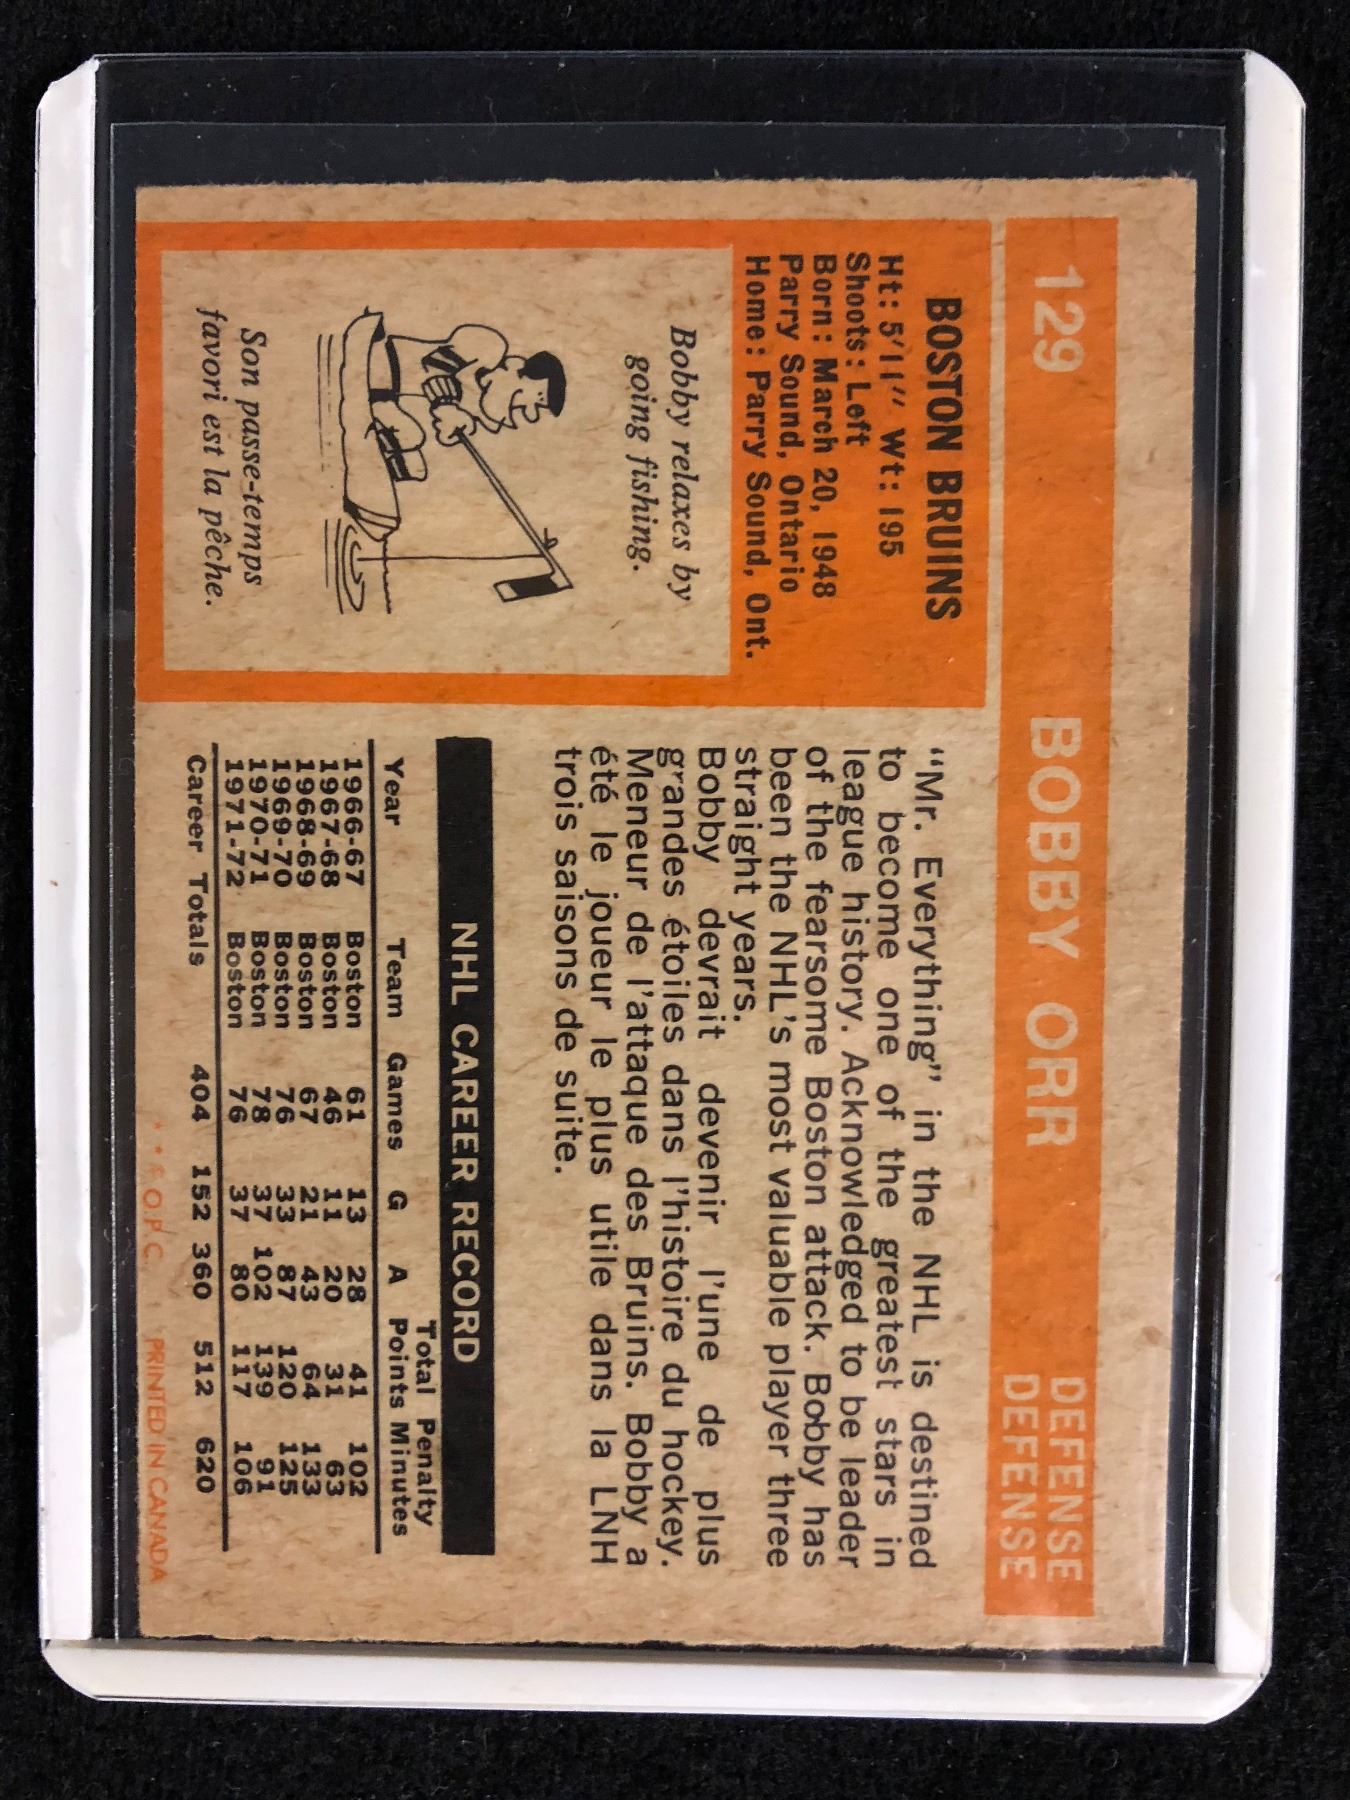 129 BOBBY ORR DEFENSE
DEFENSE
BOSTON BRUINS
Ht: 5'11" Wt: 195
Shoots: Left
Born: March 20, 1948
Parry Sound, Ontario
Home: Parry Sound, Ont.
Bobby relaxes by
going fishing.
Son passe-temps
favori est la pêche.
“Mr. Everything” in the NHL is destined
to become one of the greatest stars in
league history. Acknowledged to be leader
of the fearsome Boston attack. Bobby has
been the NHL's most valuable player three
straight years.
Bobby devrait devenir l'une de plus
grandes étoiles dans l'histoire du hockey.
Meneur de l'attaque des Bruins. Bobby a
été le joueur le plus utile dans la LNH
trois saisons de suite.
NHL CAREER RECORD
Total Penalty
Year Team Games G A Points Minutes
1966-67 Boston 61 13 28 41 102
1967-68 Boston 46 11 20 31 63
1968-69 Boston 67 21 43 64 133
1969-70 Boston 76 33 87 120 125
1970-71 Boston 78 37 102 139 91
1971-72 Boston 76 37 80 117 106
Career Totals 404 152 360 512 620
* * © O.P.C. PRINTED IN CANADA